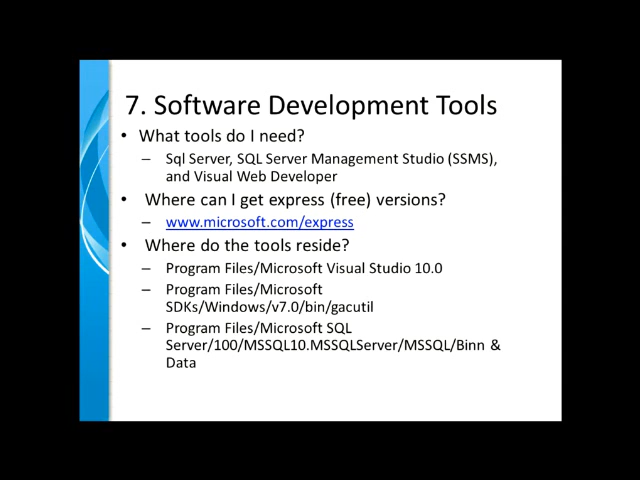 7. Software Development Tools
• What tools do I need?
– Sql Server, SQL Server Management Studio (SSMS),
and Visual Web Developer
• Where can I get express (free) versions?
– www.microsoft.com/express
• Where do the tools reside?
– Program Files/Microsoft Visual Studio 10.0
– Program Files/Microsoft
SDKs/Windows/v7.0/bin/gacutil
– Program Files/Microsoft SQL
Server/100/MSSQL10.MSSQLServer/MSSQL/Binn &
Data